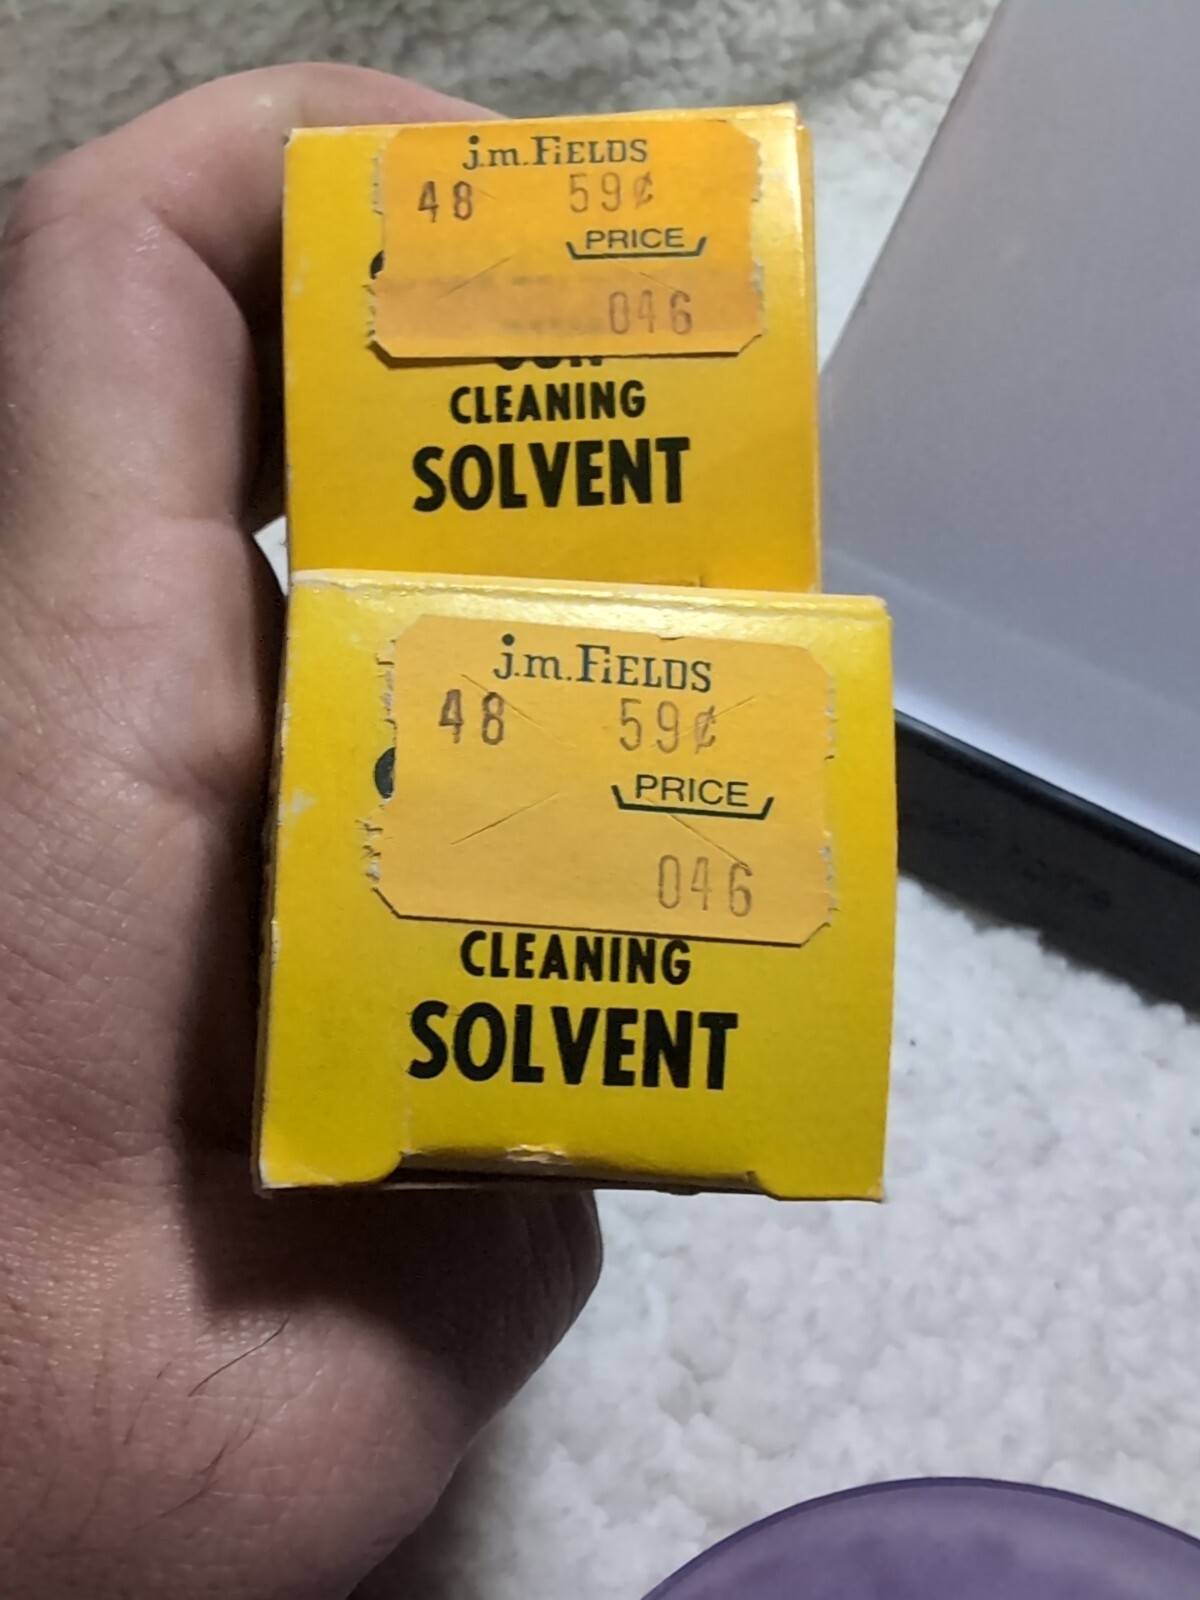 j.m.FiELDS
48 59¢
PRICE
046
CLEANING
SOLVENT
j.m.FiELDS
48 59¢
PRICE
046
CLEANING
SOLVENT